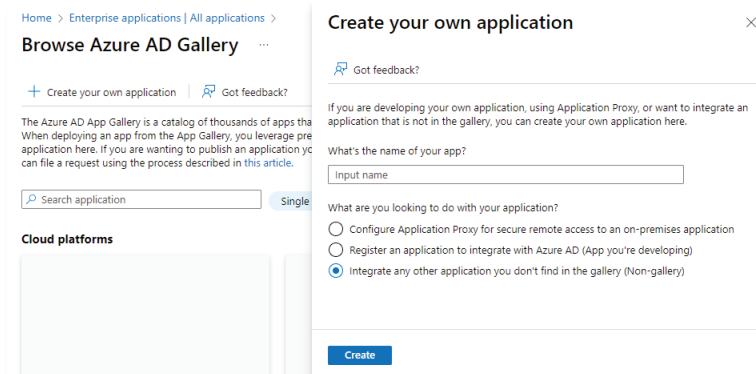 Home > Enterprise applications | All applications >
Browse Azure AD Gallery ...
Create your own application
Got feedback?
The Azure AD App Gallery is a catalog of thousands of apps tha
When deploying an app from the App Gallery, you leverage pre
application here. If you are wanting to publish an application yo
can file a request using the process described in this article.
Search application
Single
Cloud platforms
Create your own application
Got feedback?
If you are developing your own application, using Application Proxy, or want to integrate an
application that is not in the gallery, you can create your own application here.
What's the name of your app?
Input name
What are you looking to do with your application?
Configure Application Proxy for secure remote access to an on-premises application
Register an application to integrate with Azure AD (App you're developing)
Integrate any other application you don't find in the gallery (Non-gallery)
Create